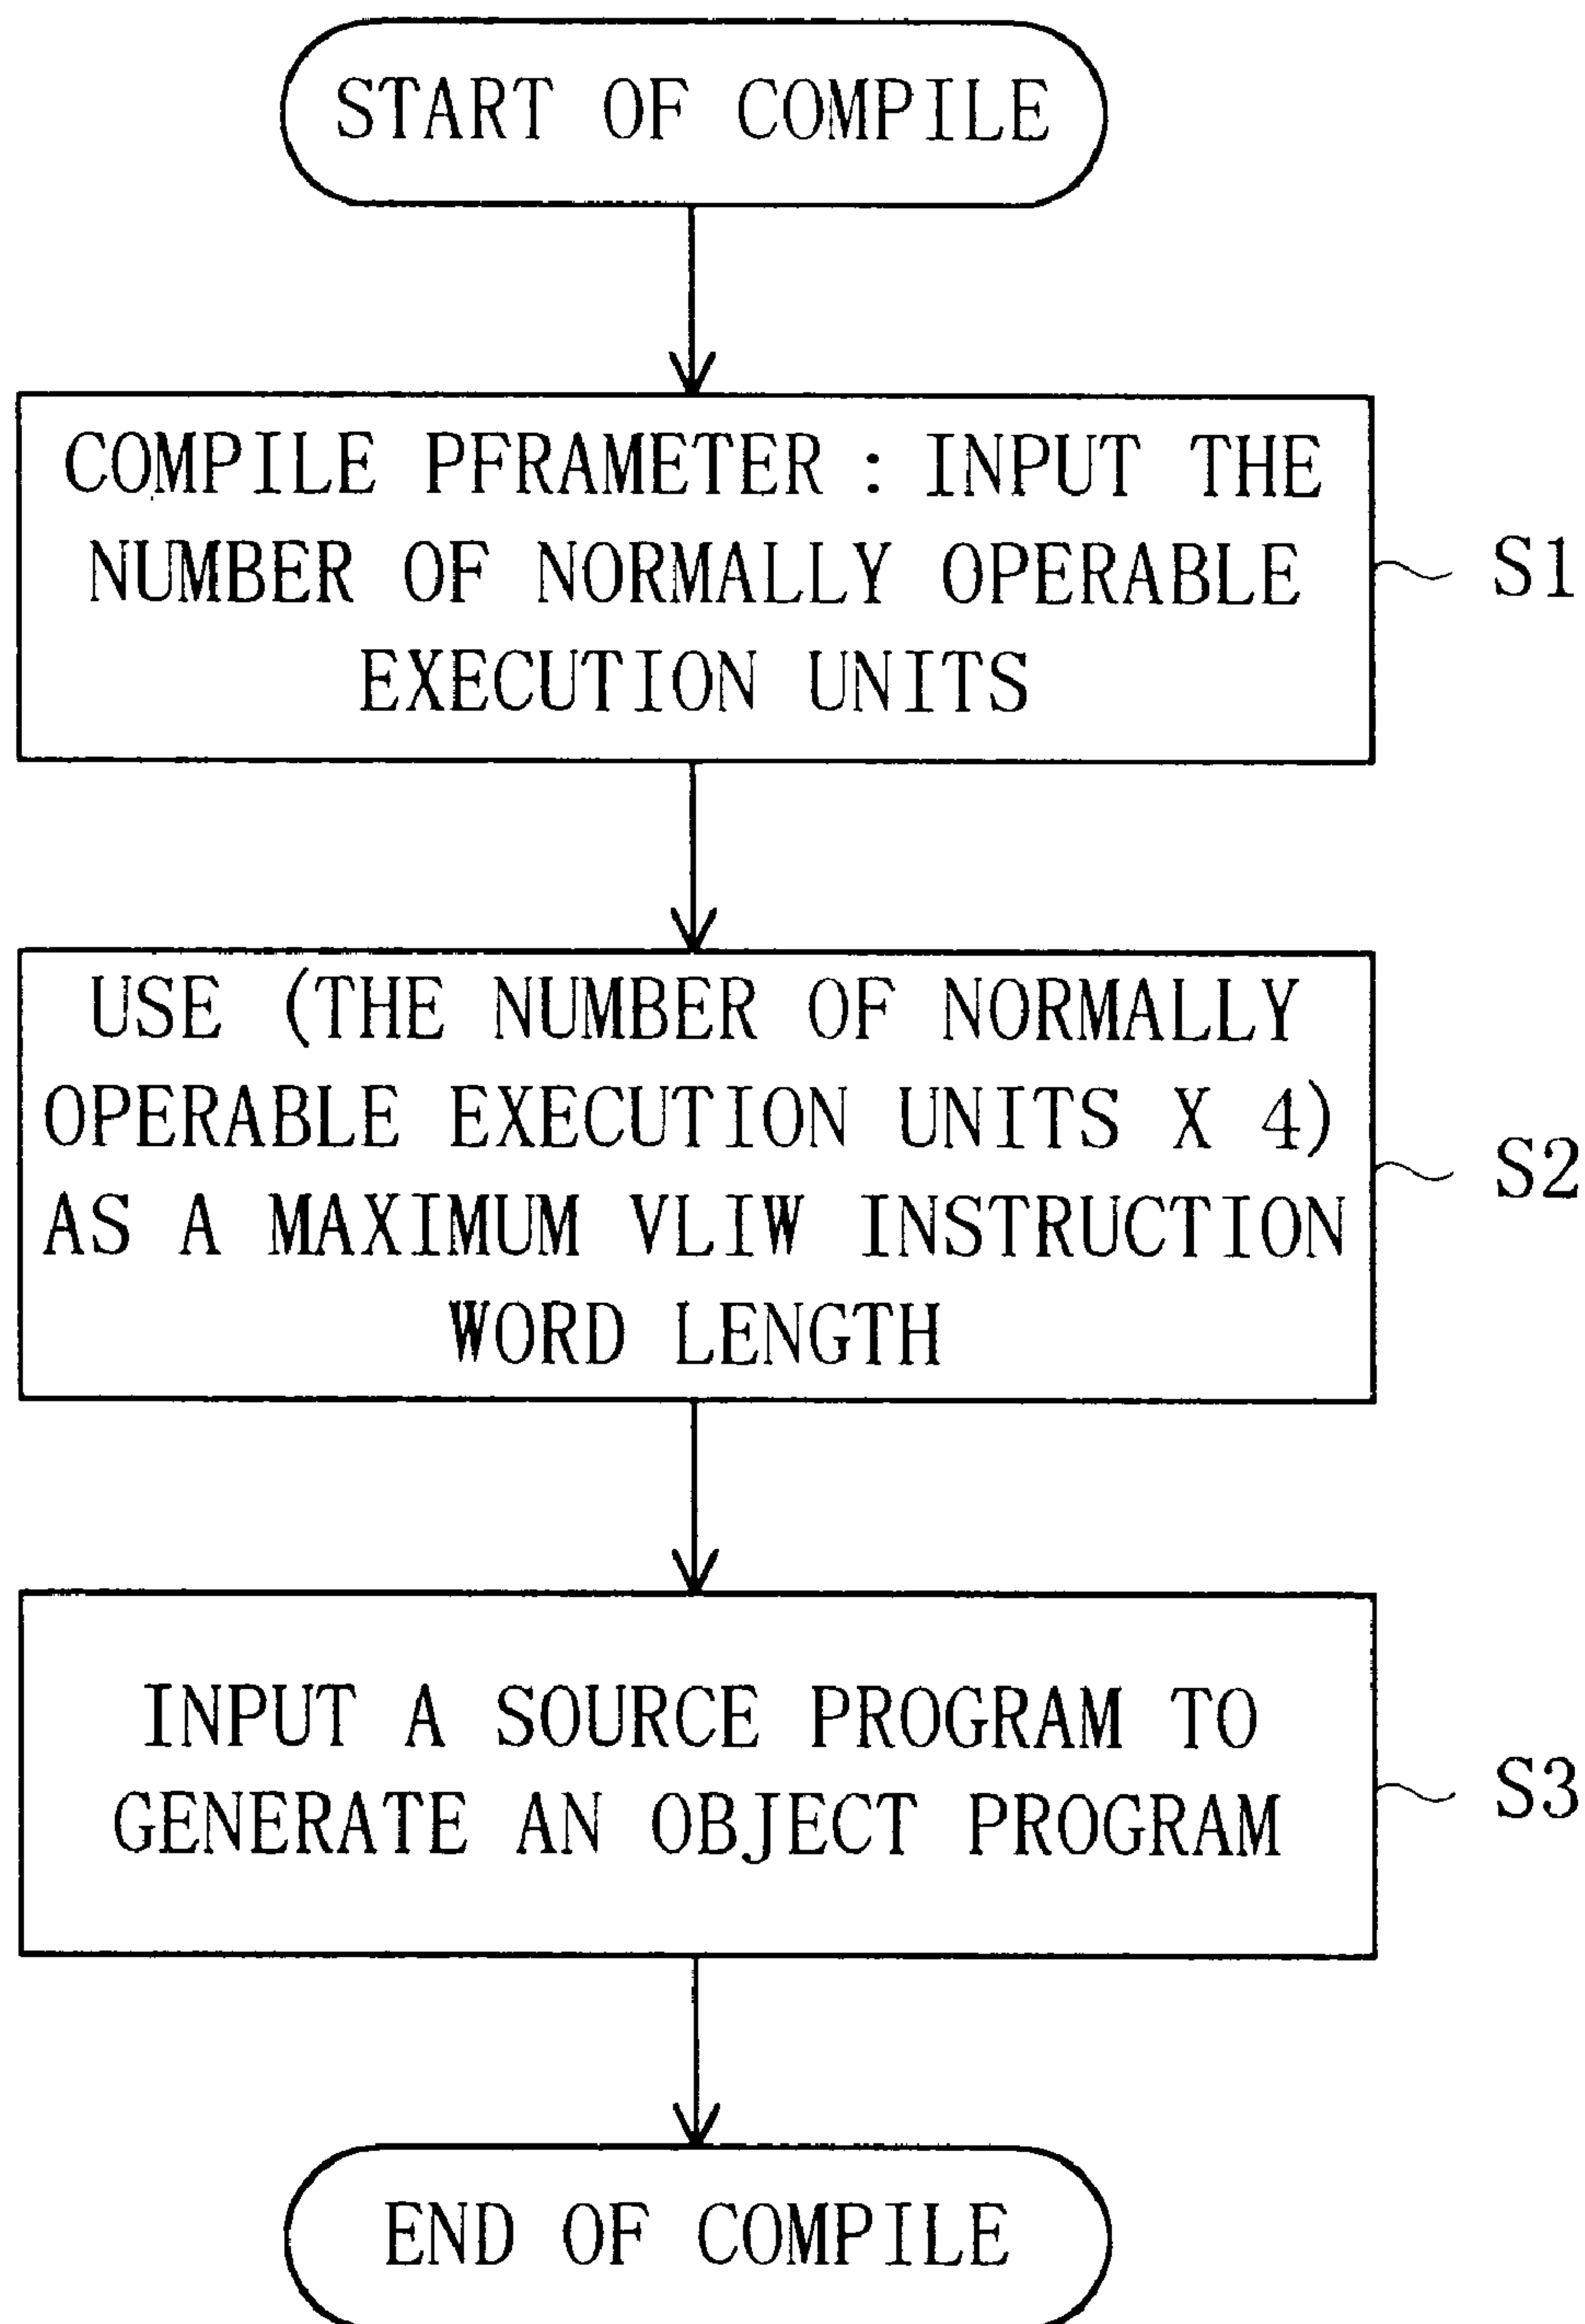 START OF COMPILE
COMPILE PFRAMETER : INPUT THE
NUMBER OF NORMALLY OPERABLE
EXECUTION UNITS
S1
USE (THE NUMBER OF NORMALLY
OPERABLE EXECUTION UNITS X 4)
AS A MAXIMUM VLIW INSTRUCTION
WORD LENGTH
S2
INPUT A SOURCE PROGRAM TO
GENERATE AN OBJECT PROGRAM
S3
END OF COMPILE